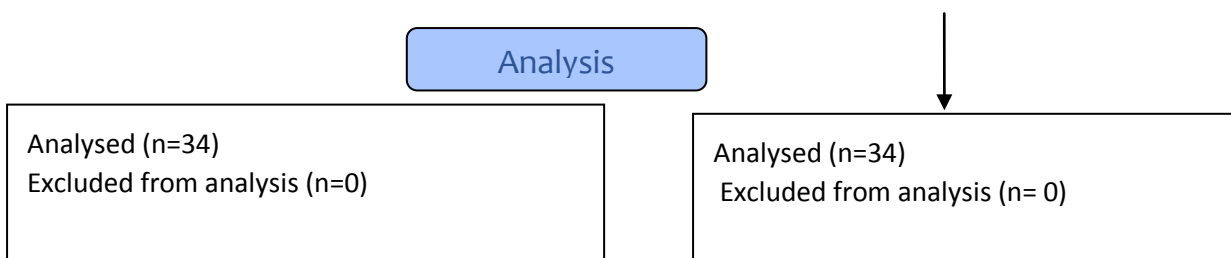 Analysis
Analysed (n=34)
Excluded from analysis (n=0)
Analysed (n=34)
Excluded from analysis (n= 0)